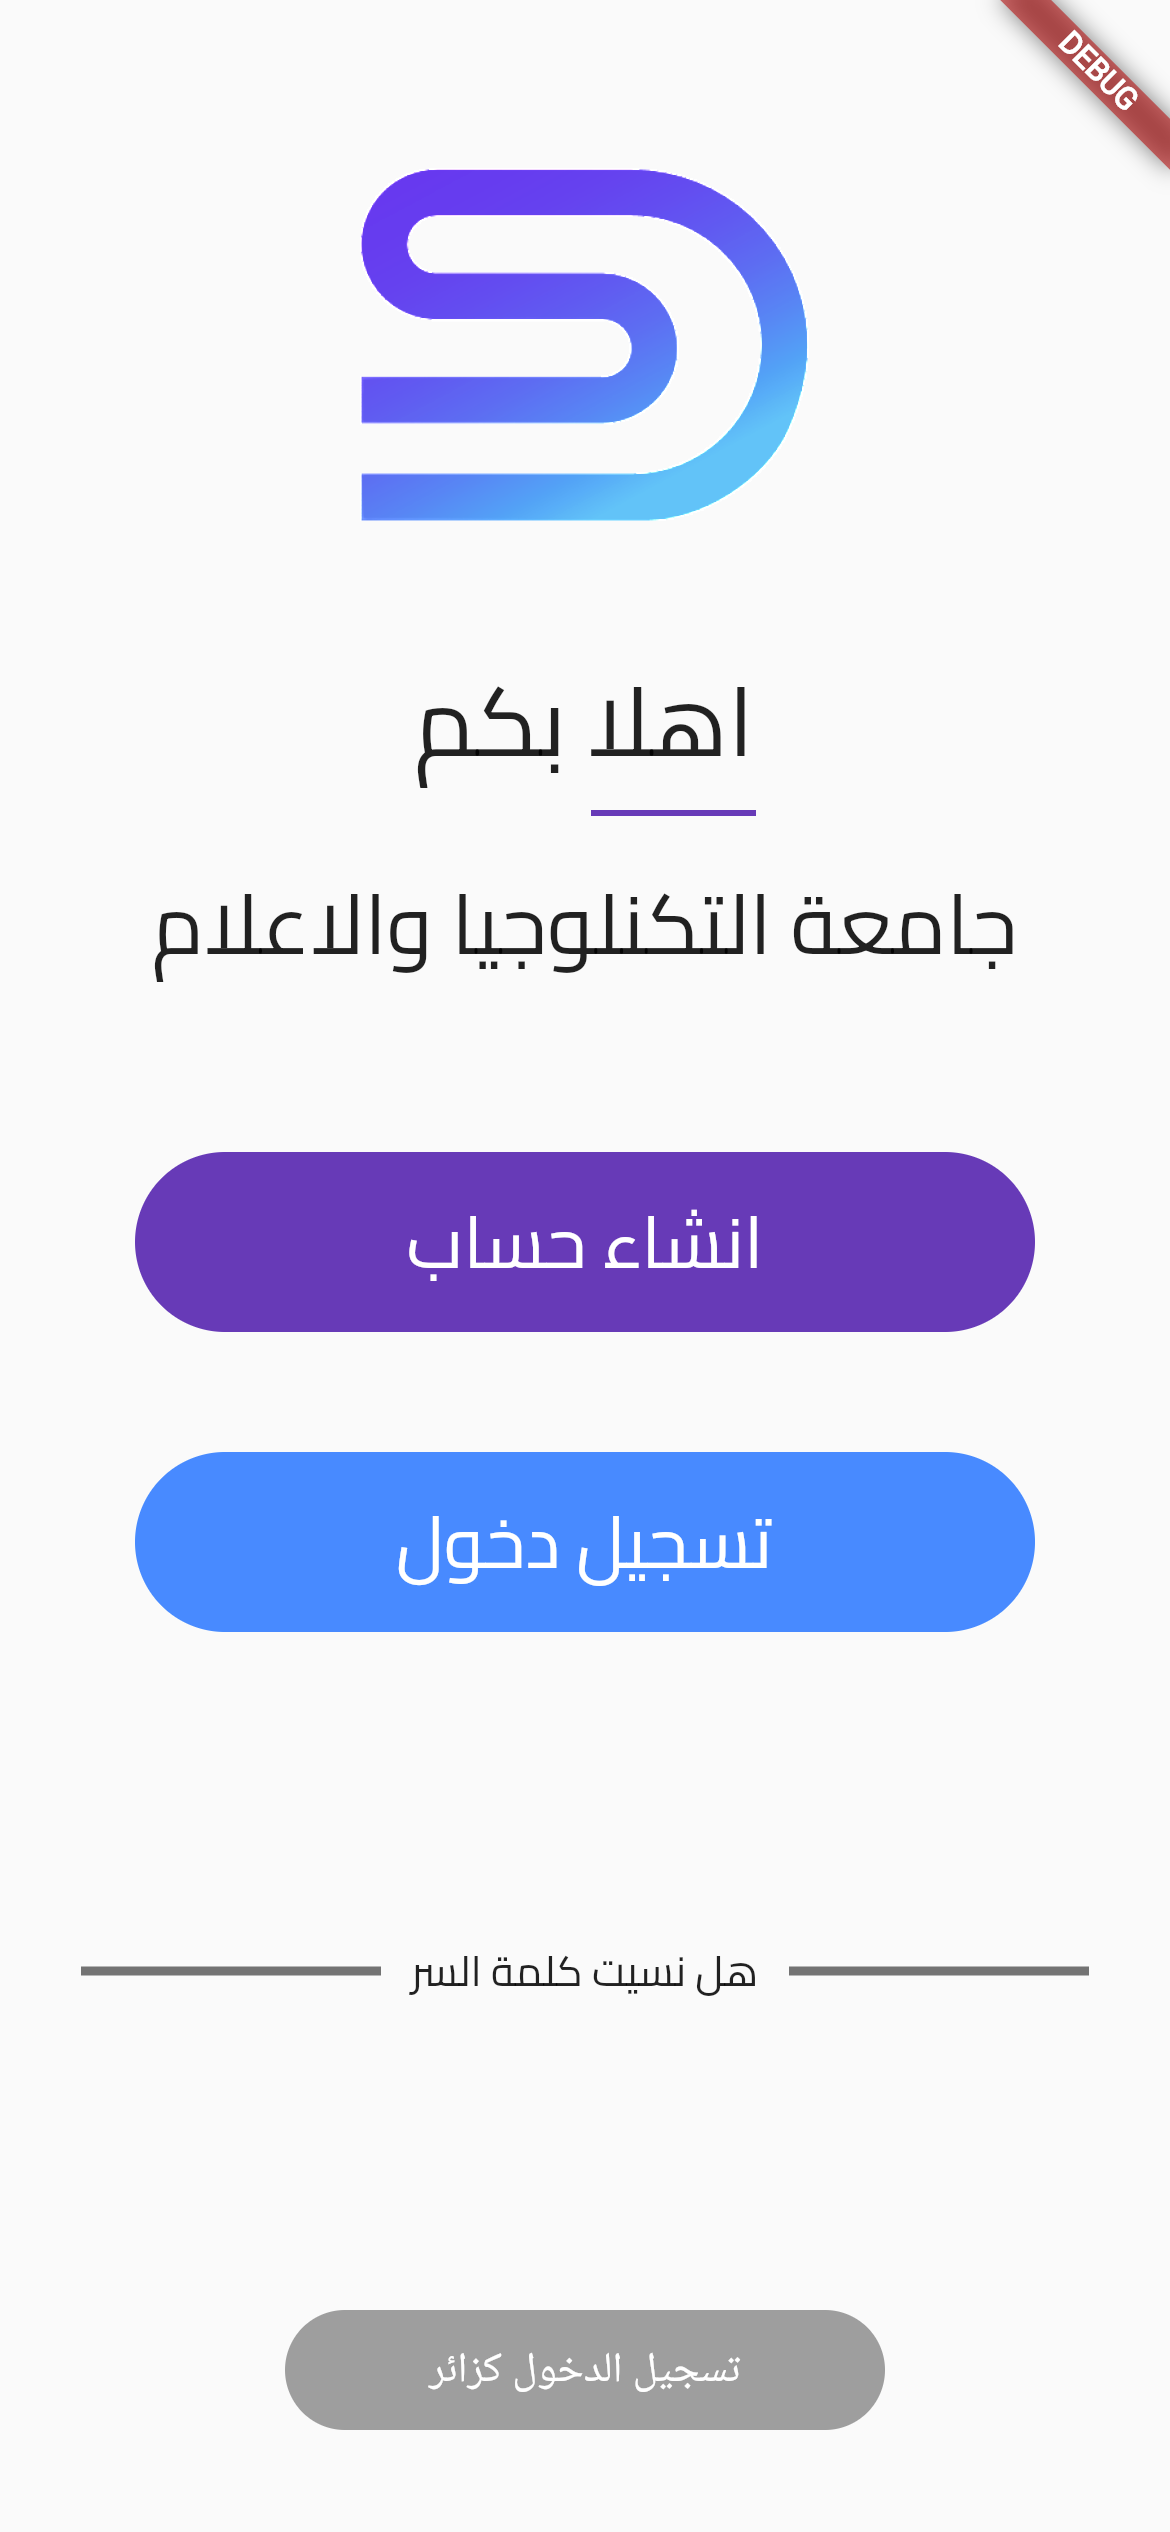 DEBUG
اهلا بكم
جامعة التكنلوجيا والاعلام
انشاء حساب
تسجيل دخول
هل نسيت كلمة السر
تسجيل الدخول كزائر